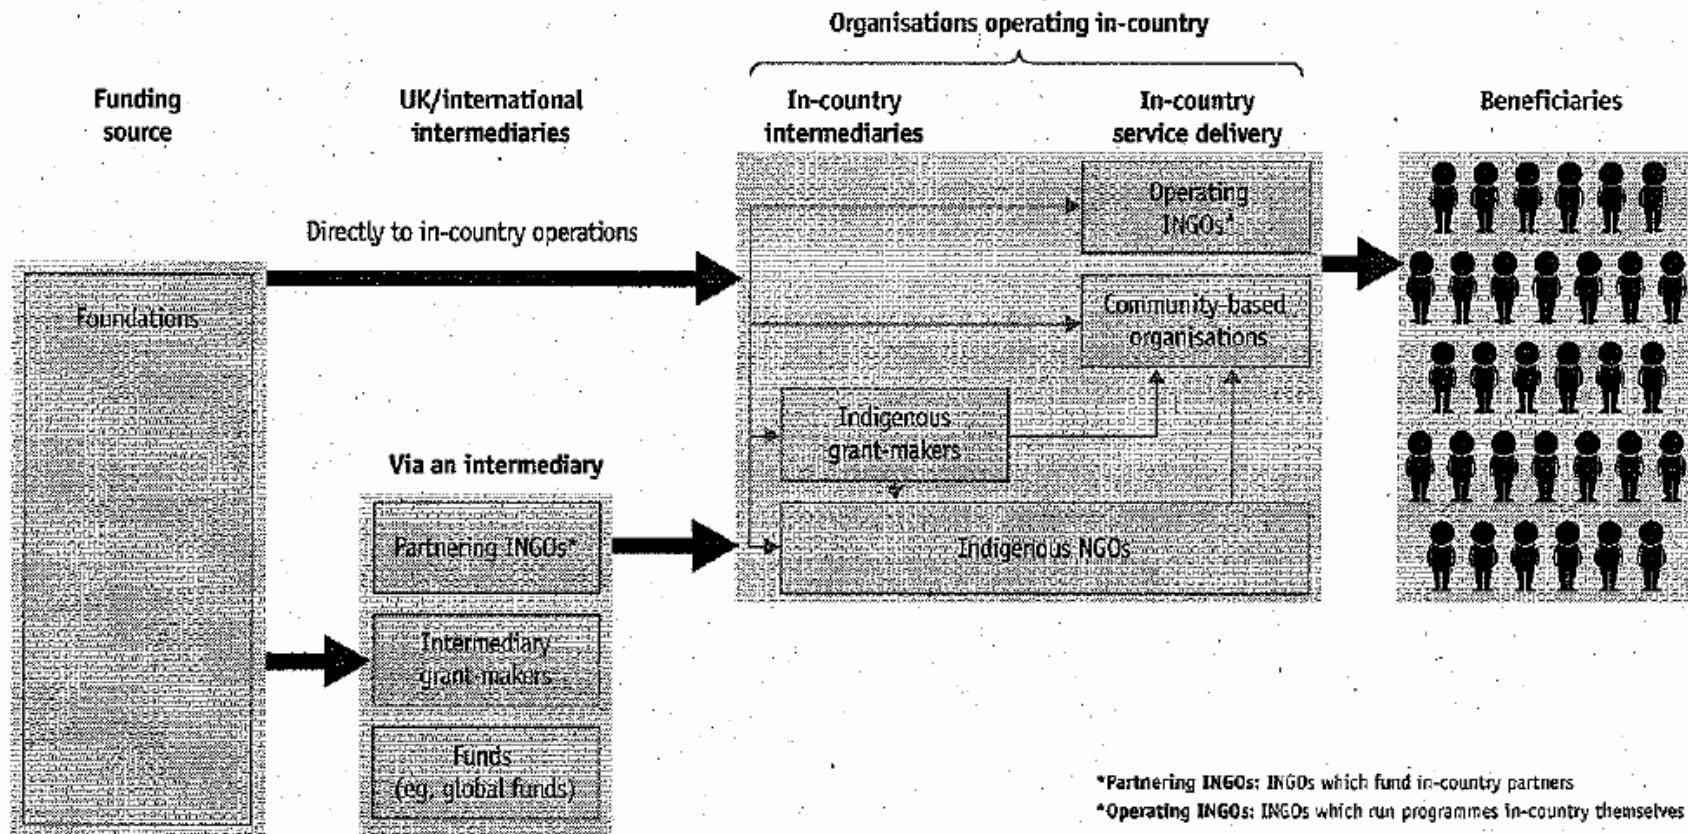 Organisations operating in-country
Funding
source
UK/international
intermediaries
In-country
intermediaries
In-country
service delivery
Beneficiaries
Operating
INGOs*
Directly to in-country operations
Foundations
Community-based
organisations
Indigenous
grant-makers
Via an intermediary
Partnering INGOs*
Indigenous NGOs
Intermediary
grant-makers
Funds
(eg, global funds)
*Partnering INGOs: INGOs which fund in-country partners
*Operating INGOs: INGOs which run programmes in-country themselves